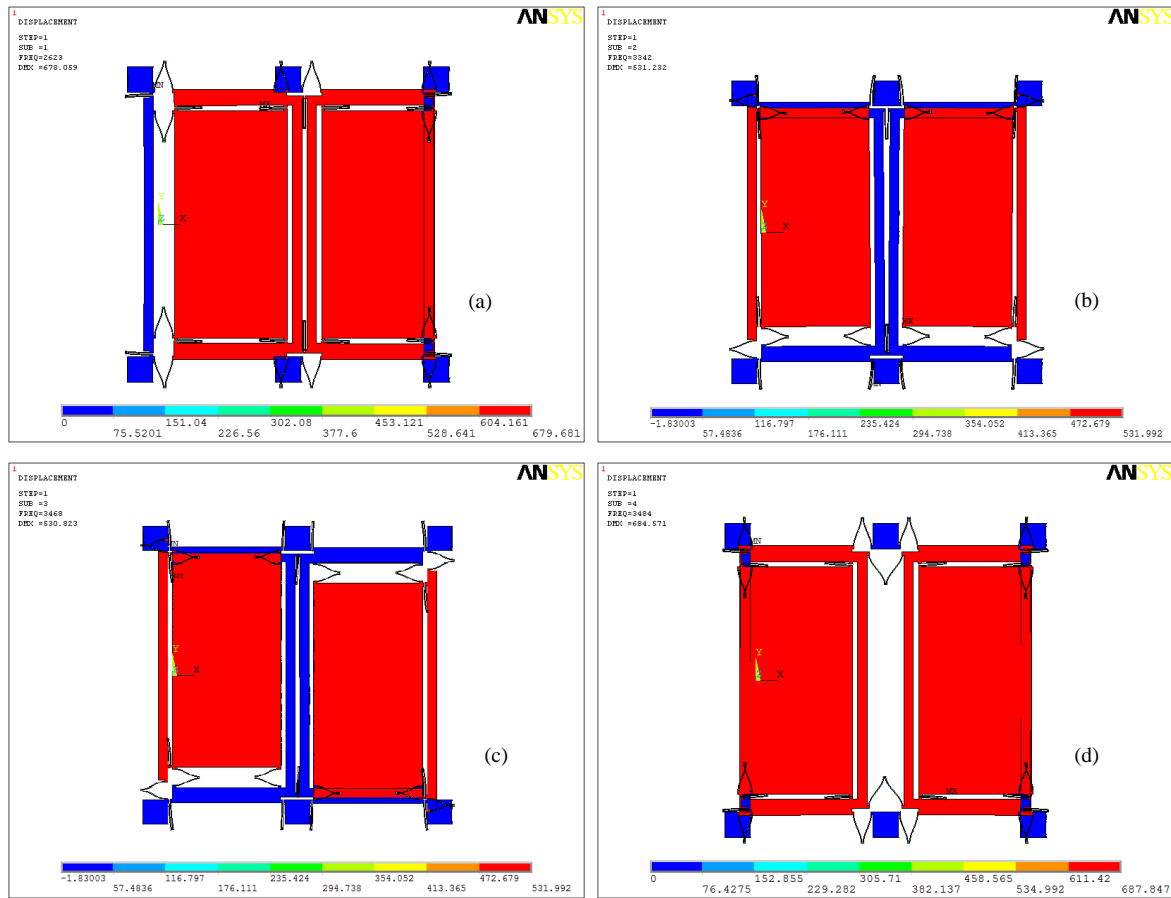 1
ANSYS
DISPLACEMENT
STEP=1
SUB =1
FREQ=2623
DMX =678.059
MN
MX
Y
Z X
(a)
0 151.04 302.08 453.121 604.161
75.5201 226.56 377.6 528.641 679.681
1
ANSYS
DISPLACEMENT
STEP=1
SUB =2
FREQ=3342
DMX =531.232
Y
Z X
(b)
MX
MN
-1.83003 116.797 235.424 354.052 472.679
57.4836 176.111 294.738 413.365 531.992
1
ANSYS
DISPLACEMENT
STEP=1
SUB =3
FREQ=3468
DMX =530.823
MN
MX
Y
Z X
(c)
-1.83003 116.797 235.424 354.052 472.679
57.4836 176.111 294.738 413.365 531.992
1
ANSYS
DISPLACEMENT
STEP=1
SUB =4
FREQ=3484
DMX =684.571
MN
Y
Z X
(d)
MX
0 152.855 305.71 458.565 611.42
76.4275 229.282 382.137 534.992 687.847